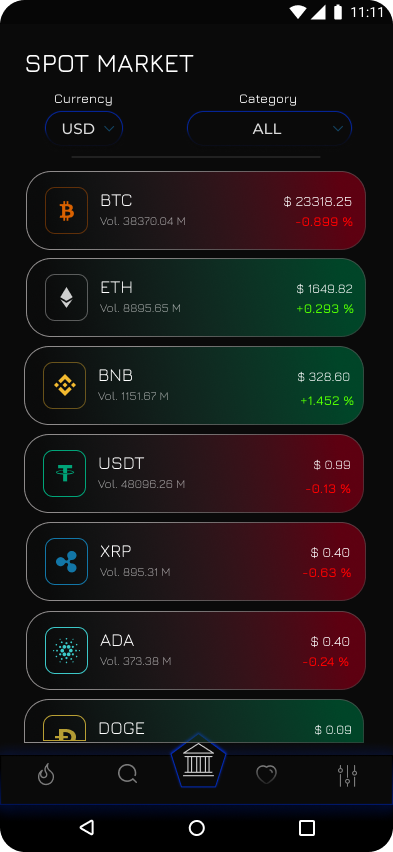 11:11
SPOT MARKET
Currency Category
USD ALL
BTC $ 23318.25
Vol. 38370.04 M -0.899 %
ETH $ 1649.82
Vol. 8895.65 M +0.293 %
BNB $ 328.60
Vol. 1151.67 M +1.452 %
USDT $ 0.99
Vol. 48096.26 M -0.13 %
XRP $ 0.40
Vol. 895.31 M -0.63 %
ADA $ 0.40
Vol. 373.38 M -0.24 %
DOGE $ 0.09